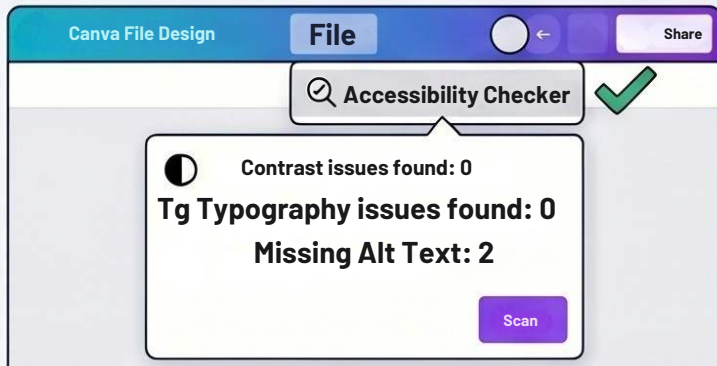 Canva File Design File Share
Accessibility Checker
Contrast issues found: 0
Tg Typography issues found: 0
Missing Alt Text: 2
Scan